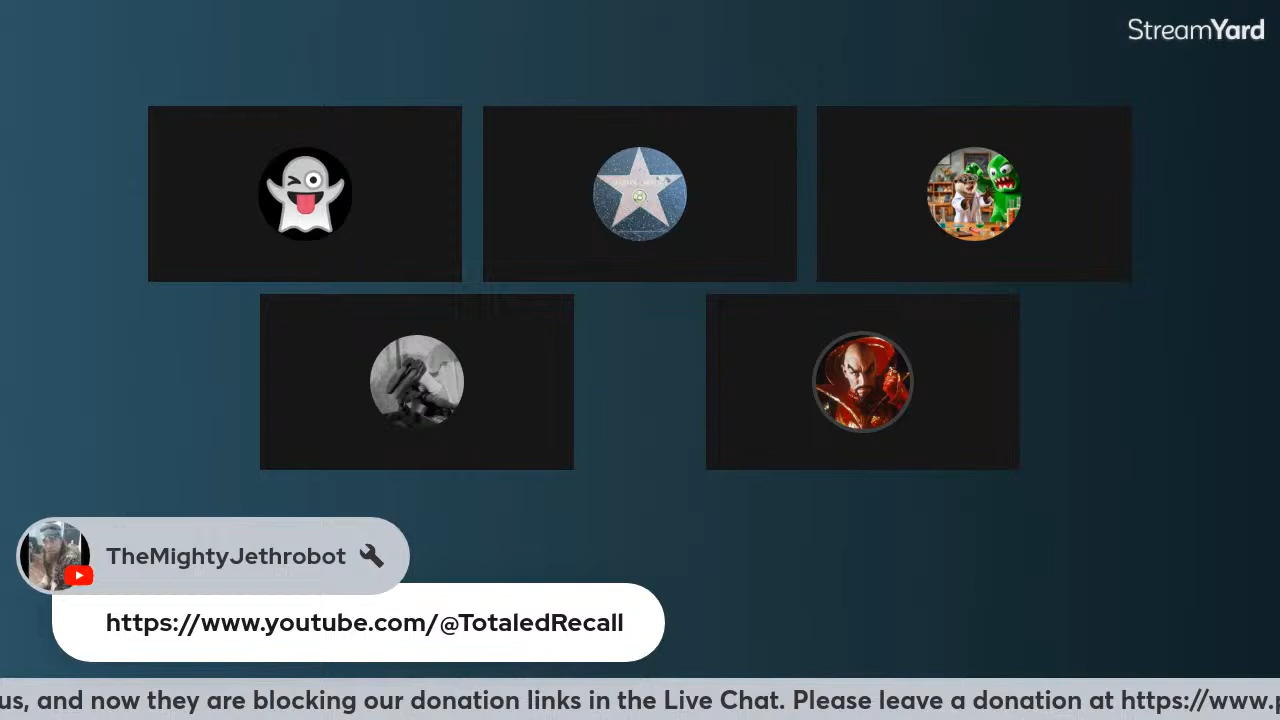 StreamYard
TheMightyJethrobot
https://www.youtube.com/@TotaledRecall
us, and now they are blocking our donation links in the Live Chat. Please leave a donation at https://www.